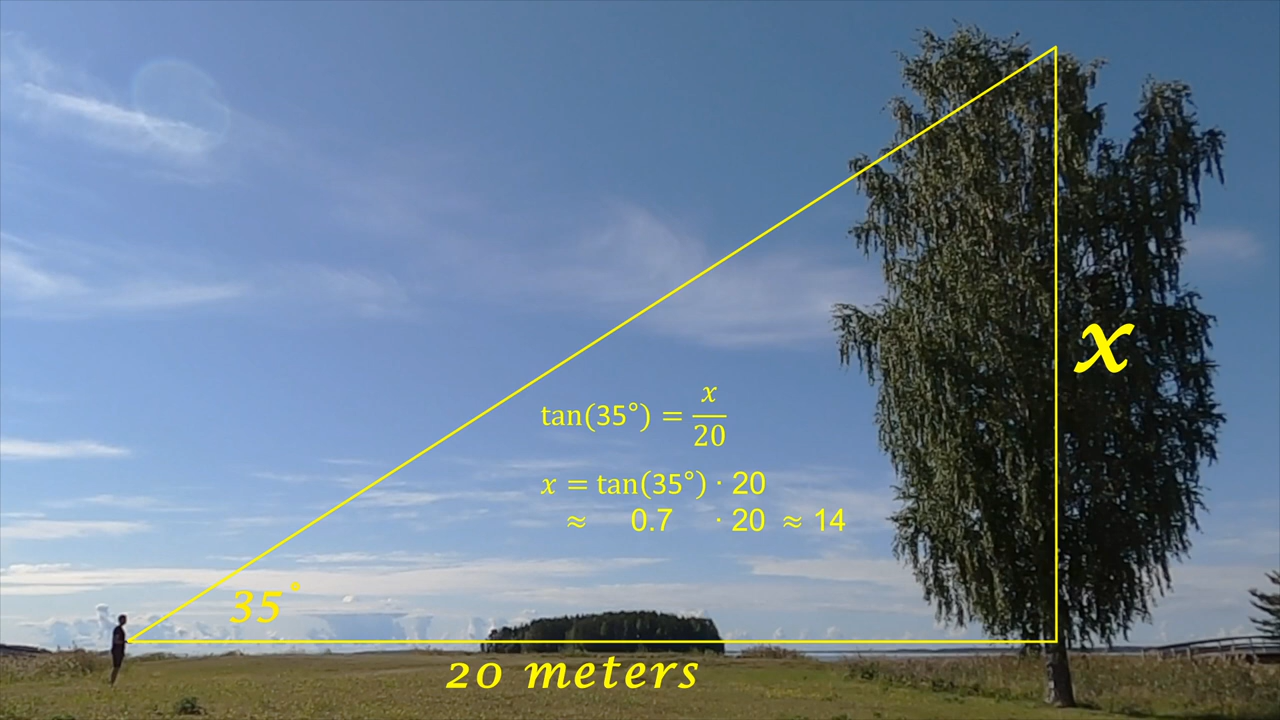 x
tan(35°) = x/20
x = tan(35°) · 20
≈ 0.7 · 20 ≈ 14
35°
20 meters